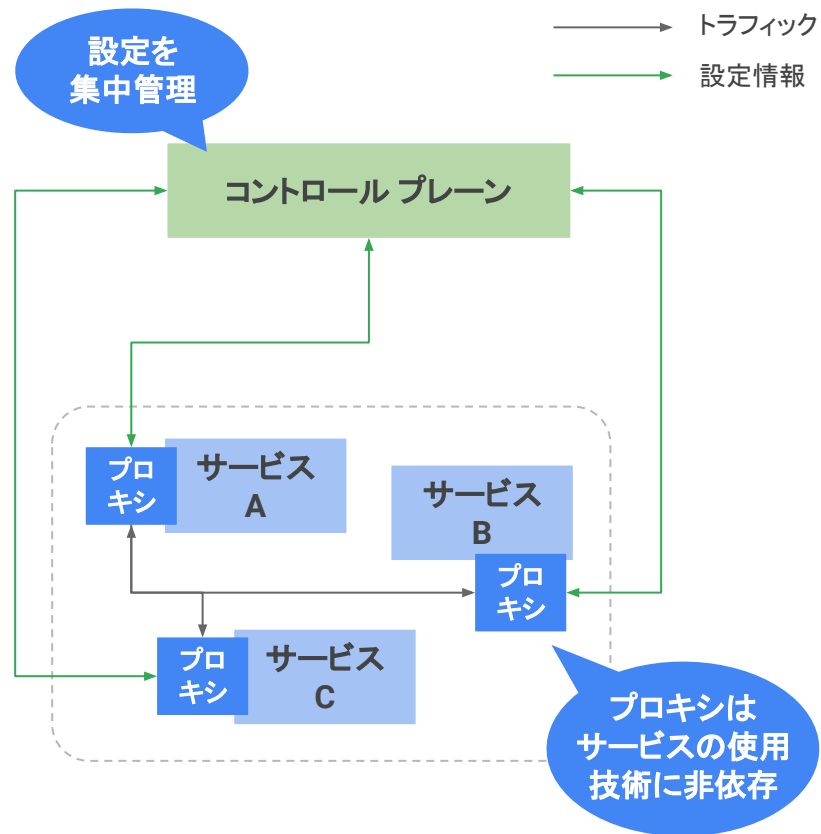 トラフィック
設定情報
設定を
集中管理
コントロール プレーン
プロ
キシ
サービス
A
サービス
B
プロ
キシ
プロ
キシ
サービス
C
プロキシは
サービスの使用
技術に非依存